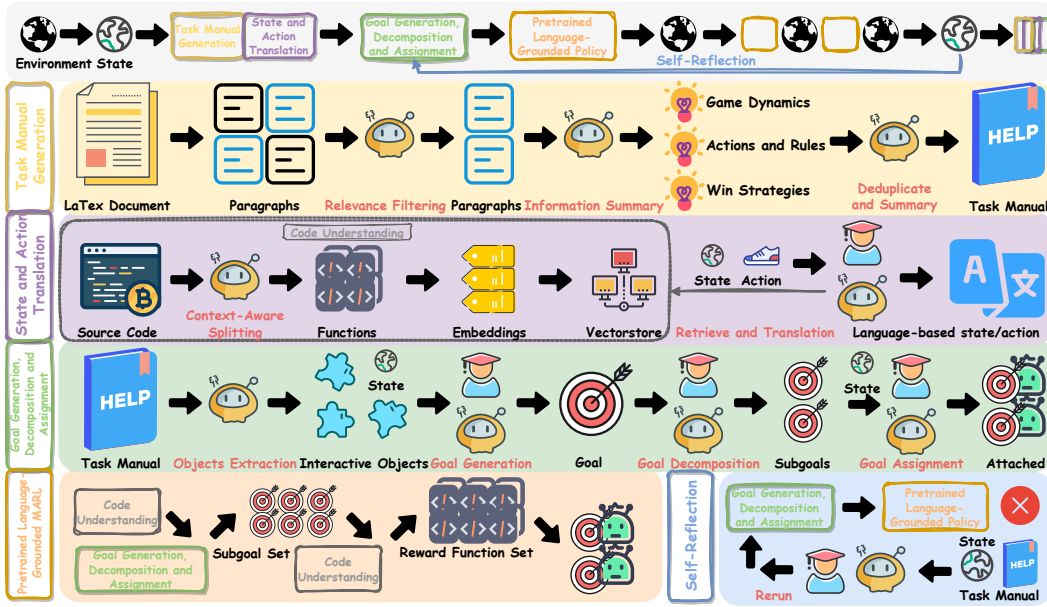 Environment State
Task Manual
Generation
State and
Action
Translation
Goal Generation,
Decomposition
and Assignment
Pretrained
Language-
Grounded Policy
Self-Reflection
Task Manual
Generation
LaTex Document
Paragraphs
Relevance Filtering
Paragraphs
Information Summary
Game Dynamics
Actions and Rules
Win Strategies
Deduplicate
and Summary
HELP
Task Manual
State and Action
Translation
Source Code
Context-Aware
Splitting
Code Understanding
Functions
Embeddings
Vectorstore
State Action
Retrieve and Translation
A 文
Language-based state/action
Goal Generation,
Decomposition and
Assignment
HELP
Task Manual
Objects Extraction
State
Interactive Objects
Goal Generation
Goal
Goal Decomposition
Subgoals
State
Goal Assignment
Attached
Pretrained Language-
Grounded MARL
Code
Understanding
Goal Generation,
Decomposition and
Assignment
Subgoal Set
Code
Understanding
Reward Function Set
Self-Reflection
Goal Generation,
Decomposition
and Assignment
Pretrained
Language-
Grounded Policy
Rerun
State
HELP
Task Manual